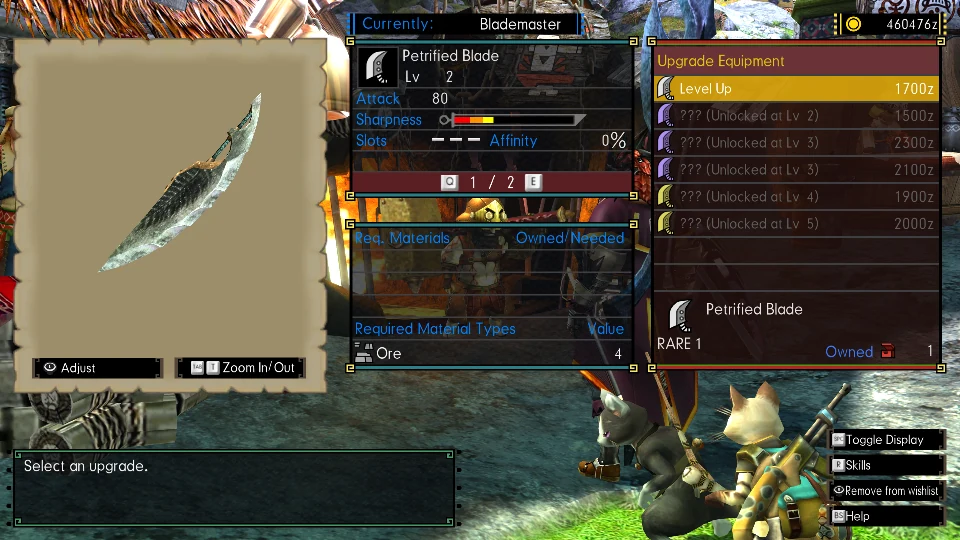 Currently: Blademaster
460476z
Petrified Blade
Lv 2
Attack 80
Sharpness
Slots --- Affinity 0%
Q 1 / 2 E
Req. Materials Owned/Needed
Required Material Types Value
Ore 4
Upgrade Equipment
Level Up 1700z
??? (Unlocked at Lv 2) 1500z
??? (Unlocked at Lv 3) 2300z
??? (Unlocked at Lv 3) 2100z
??? (Unlocked at Lv 4) 1900z
??? (Unlocked at Lv 5) 2000z
Petrified Blade
RARE 1
Owned 1
Adjust
Zoom In/Out
Toggle Display
Skills
Remove from wishlist
Help
Select an upgrade.